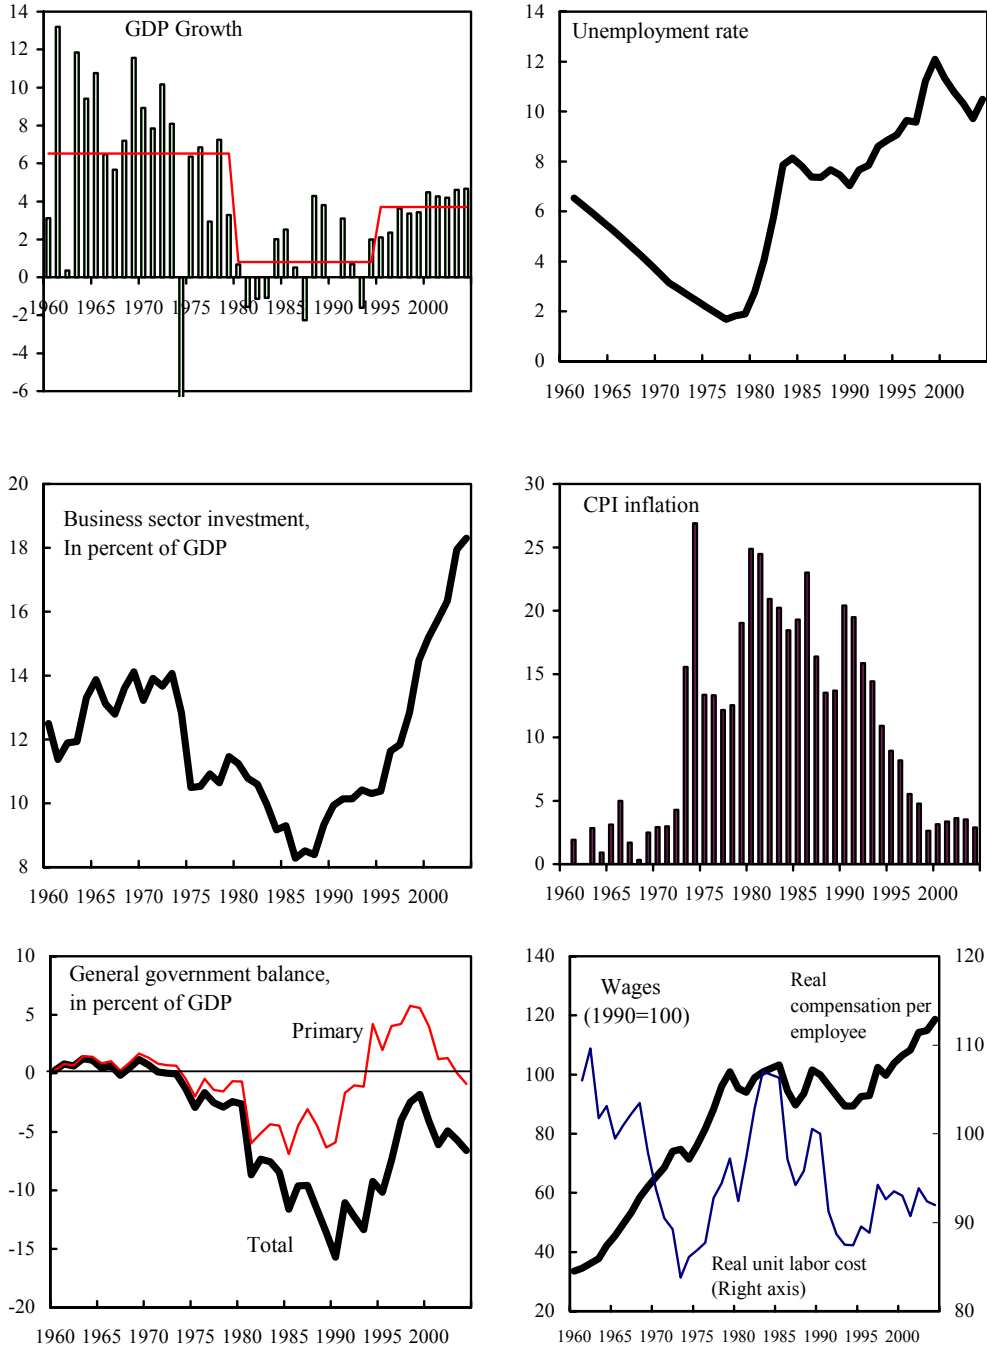 GDP Growth
14
12
10
8
6
4
2
0
-2
-4
-6
1960 1965 1970 1975 1980 1985 1990 1995 2000
Unemployment rate
14
12
10
8
6
4
2
0
1960 1965 1970 1975 1980 1985 1990 1995 2000
Business sector investment,
In percent of GDP
20
18
16
14
12
10
8
1960 1965 1970 1975 1980 1985 1990 1995 2000
CPI inflation
30
25
20
15
10
5
0
1960 1965 1970 1975 1980 1985 1990 1995 2000
General government balance,
in percent of GDP
Primary
Total
10
5
0
-5
-10
-15
-20
1960 1965 1970 1975 1980 1985 1990 1995 2000
Wages
(1990=100)
Real
compensation per
employee
Real unit labor cost
(Right axis)
140
120
100
80
60
40
20
120
110
100
90
80
1960 1965 1970 1975 1980 1985 1990 1995 2000